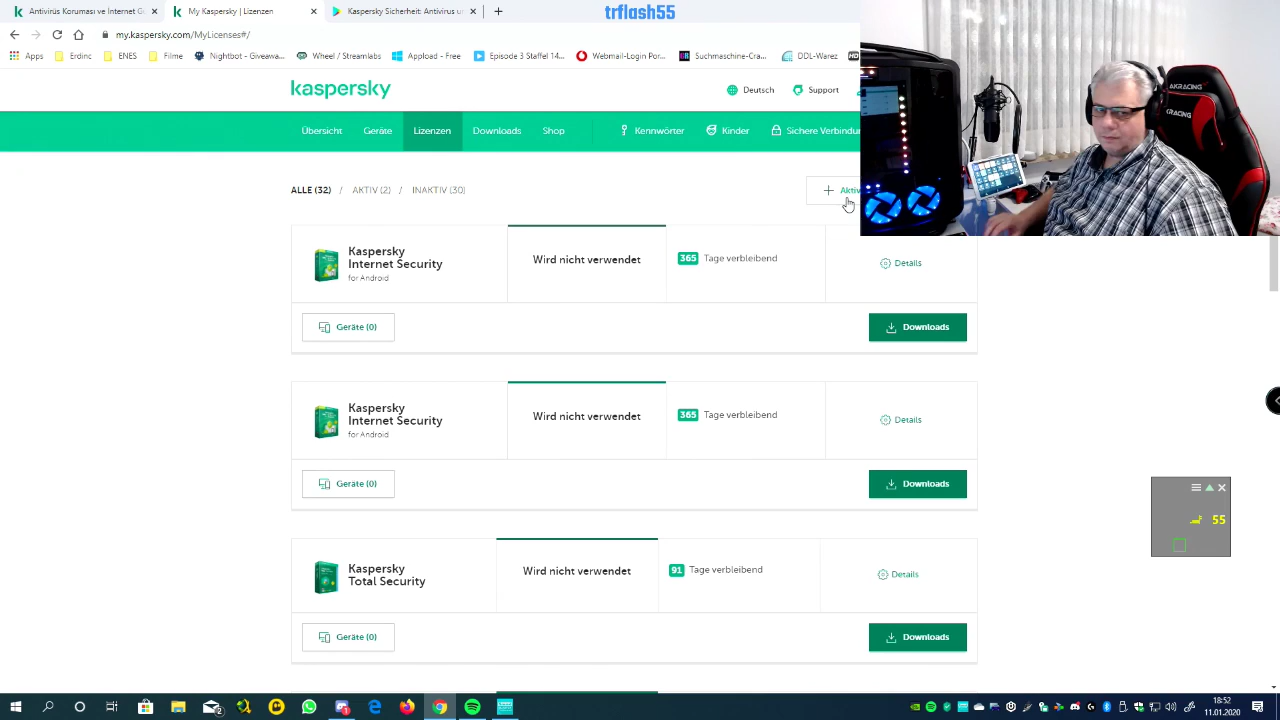 Antivirüs Koruması ve İnternet G
My Kaspersky | Lizenzen
Kaspersky Sicherheit: Antivirus u
trflash55
my.kaspersky.com/MyLicenses#/
Apps
Erdinc
ENES
Filme
Nightbot - Giveawa...
Wheel / Streamlabs
Appload - Free
Episode 3 Staffel 14...
Webmail-Login Por...
Suchmaschine-Cra...
DDL-Warez
HD
kaspersky
Deutsch
Support
Übersicht
Geräte
Lizenzen
Downloads
Shop
Kennwörter
Kinder
Sichere Verbindun
ALLE (32) / AKTIV (2) / INAKTIV (30)
Aktiv
Kaspersky
Internet Security
for Android
Wird nicht verwendet
365 Tage verbleibend
Details
Geräte (0)
Downloads
Kaspersky
Internet Security
for Android
Wird nicht verwendet
365 Tage verbleibend
Details
Geräte (0)
Downloads
Kaspersky
Total Security
Wird nicht verwendet
91 Tage verbleibend
Details
Geräte (0)
Downloads
AKRACING
AKRACING
55
18:52
11.01.2020